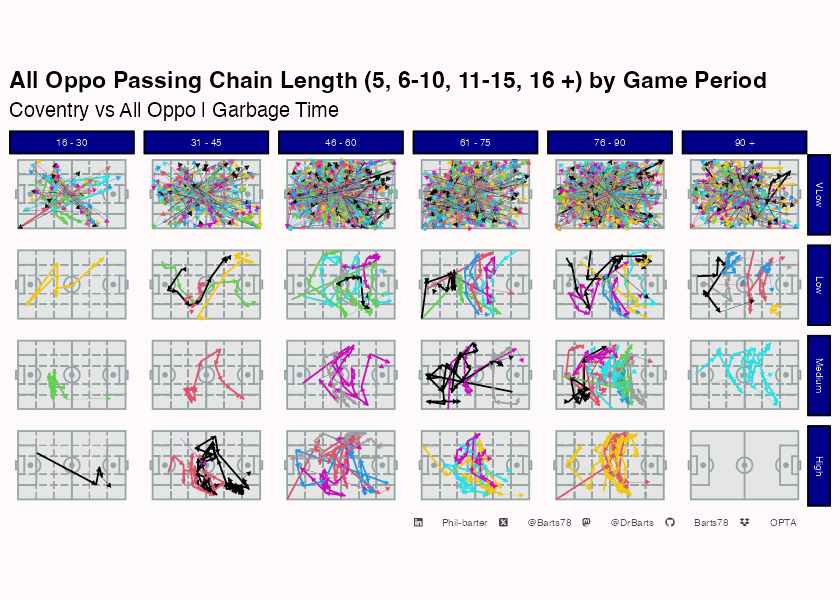 All Oppo Passing Chain Length (5, 6-10, 11-15, 16 +) by Game Period
Coventry vs All Oppo I Garbage Time
16 - 30 31 - 45 46 - 60 61 - 75 76 - 90 90 +
VLow
Low
Medium
High
Phil-barter @Barts78 @DrBarts Barts78 OPTA